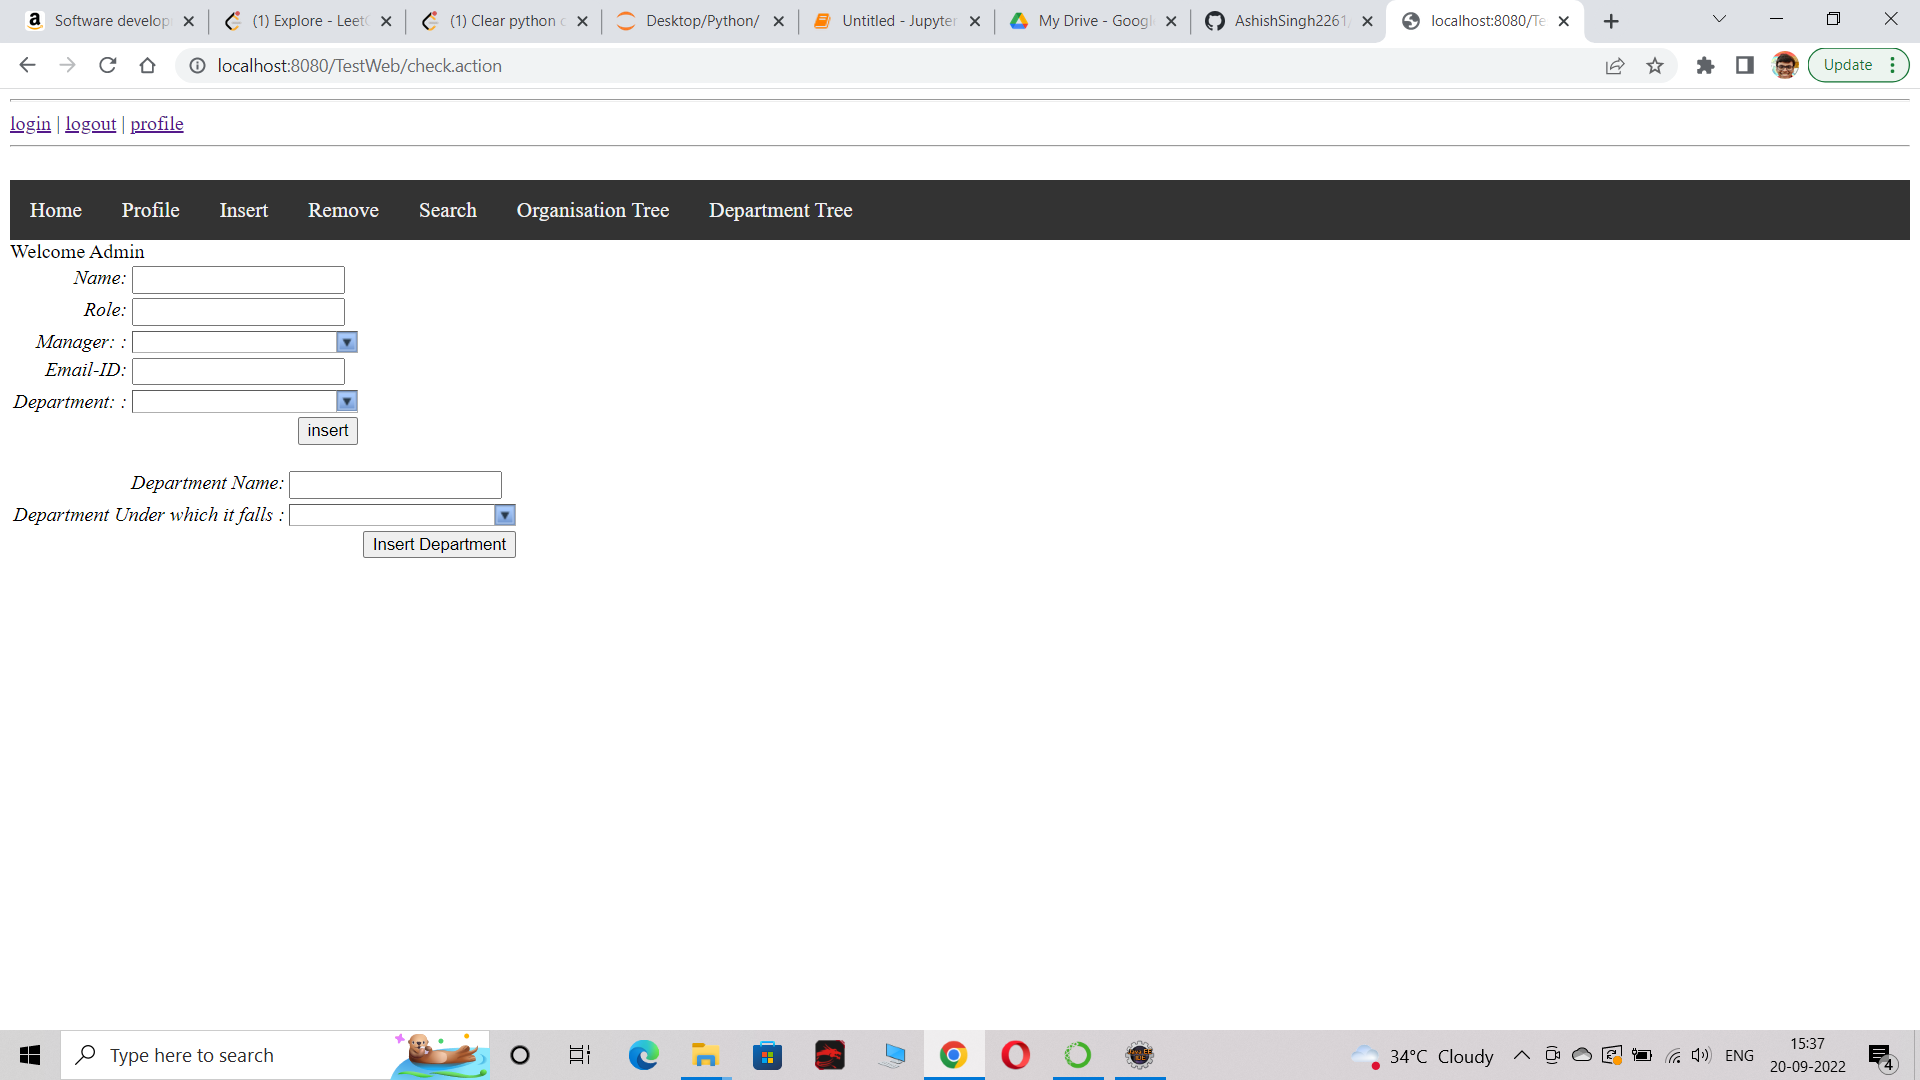 Software develop
(1) Explore - Leet
(1) Clear python
Desktop/Python/
Untitled - Jupyter
My Drive - Googl
AshishSingh2261/
localhost:8080/Te
localhost:8080/TestWeb/check.action
Update
login | logout | profile
Home Profile Insert Remove Search Organisation Tree Department Tree
Welcome Admin
Name:
Role:
Manager: :
Email-ID:
Department: :
insert
Department Name:
Department Under which it falls :
Insert Department
Type here to search
34°C Cloudy
ENG
15:37
20-09-2022
4